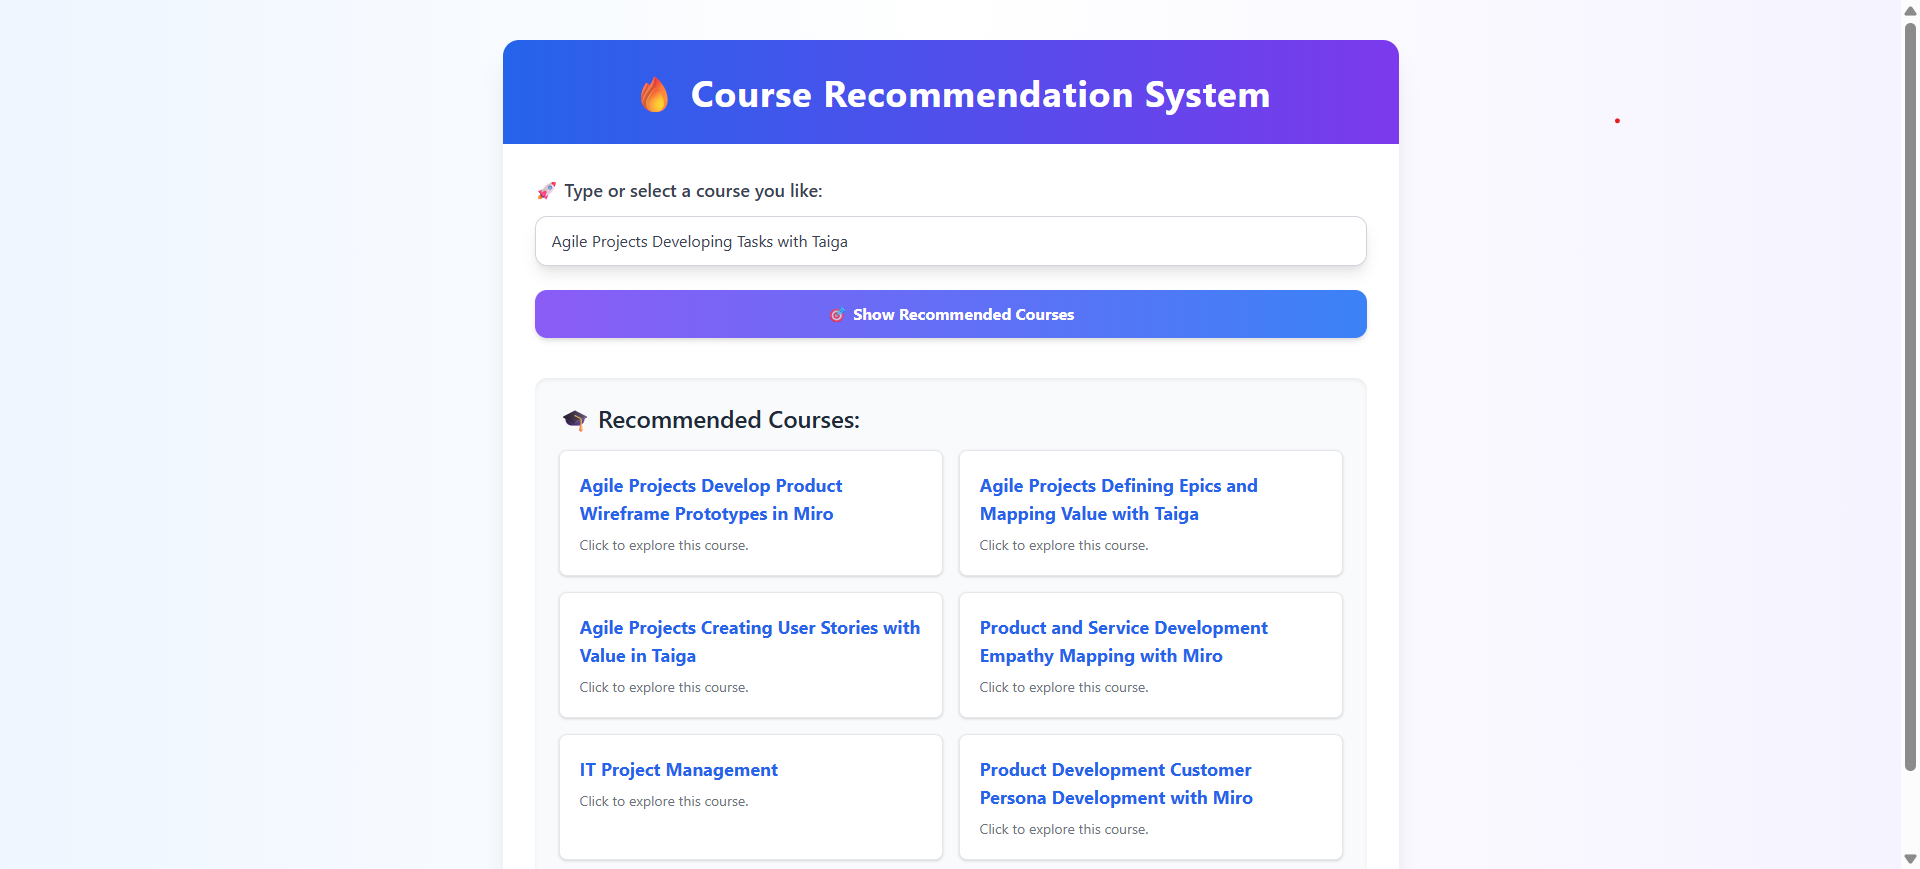 Course Recommendation System
Type or select a course you like:
Agile Projects Developing Tasks with Taiga
Show Recommended Courses
Recommended Courses:
Agile Projects Develop Product
Wireframe Prototypes in Miro
Click to explore this course.
Agile Projects Defining Epics and
Mapping Value with Taiga
Click to explore this course.
Agile Projects Creating User Stories with
Value in Taiga
Click to explore this course.
Product and Service Development
Empathy Mapping with Miro
Click to explore this course.
IT Project Management
Click to explore this course.
Product Development Customer
Persona Development with Miro
Click to explore this course.